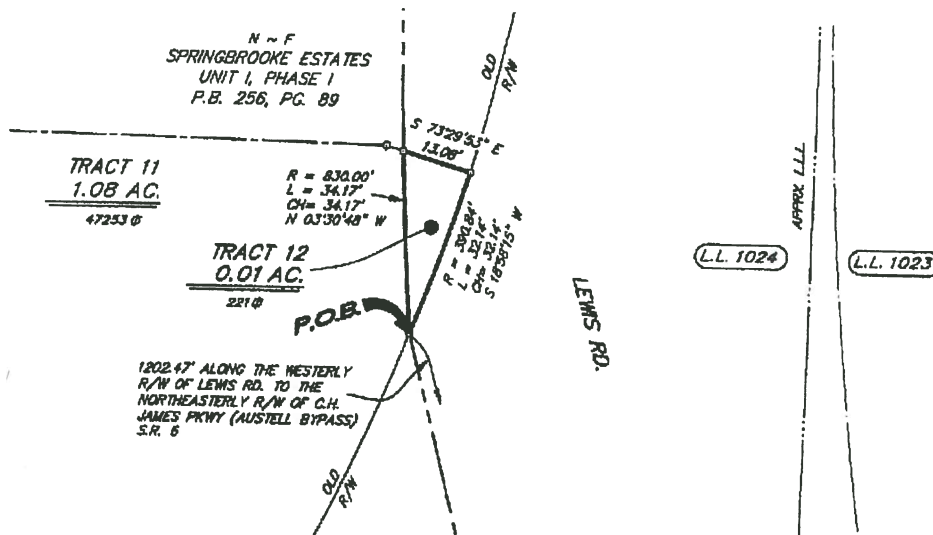 N ~ F
SPRINGBROOKE ESTATES
UNIT I, PHASE I
P.B. 256, PG. 89
OLD
R/W
S 73°29'53" E
13.08'
TRACT 11
1.08 AC.
47253 ⌀
R = 830.00'
L = 34.17'
CH= 34.17'
N 03°30'48" W
APPRX LLL
TRACT 12
0.01 AC.
221 ⌀
R = 390.84'
L = 32.14'
CH= 32.14'
S 18°58'15" W
L.L. 1024
L.L. 1023
P.O.B.
LEWIS RD.
1202.47' ALONG THE WESTERLY
R/W OF LEWIS RD. TO THE
NORTHEASTERLY R/W OF C.H.
JAMES PKWY (AUSTELL BYPASS)
S.R. 6
OLD
R/W